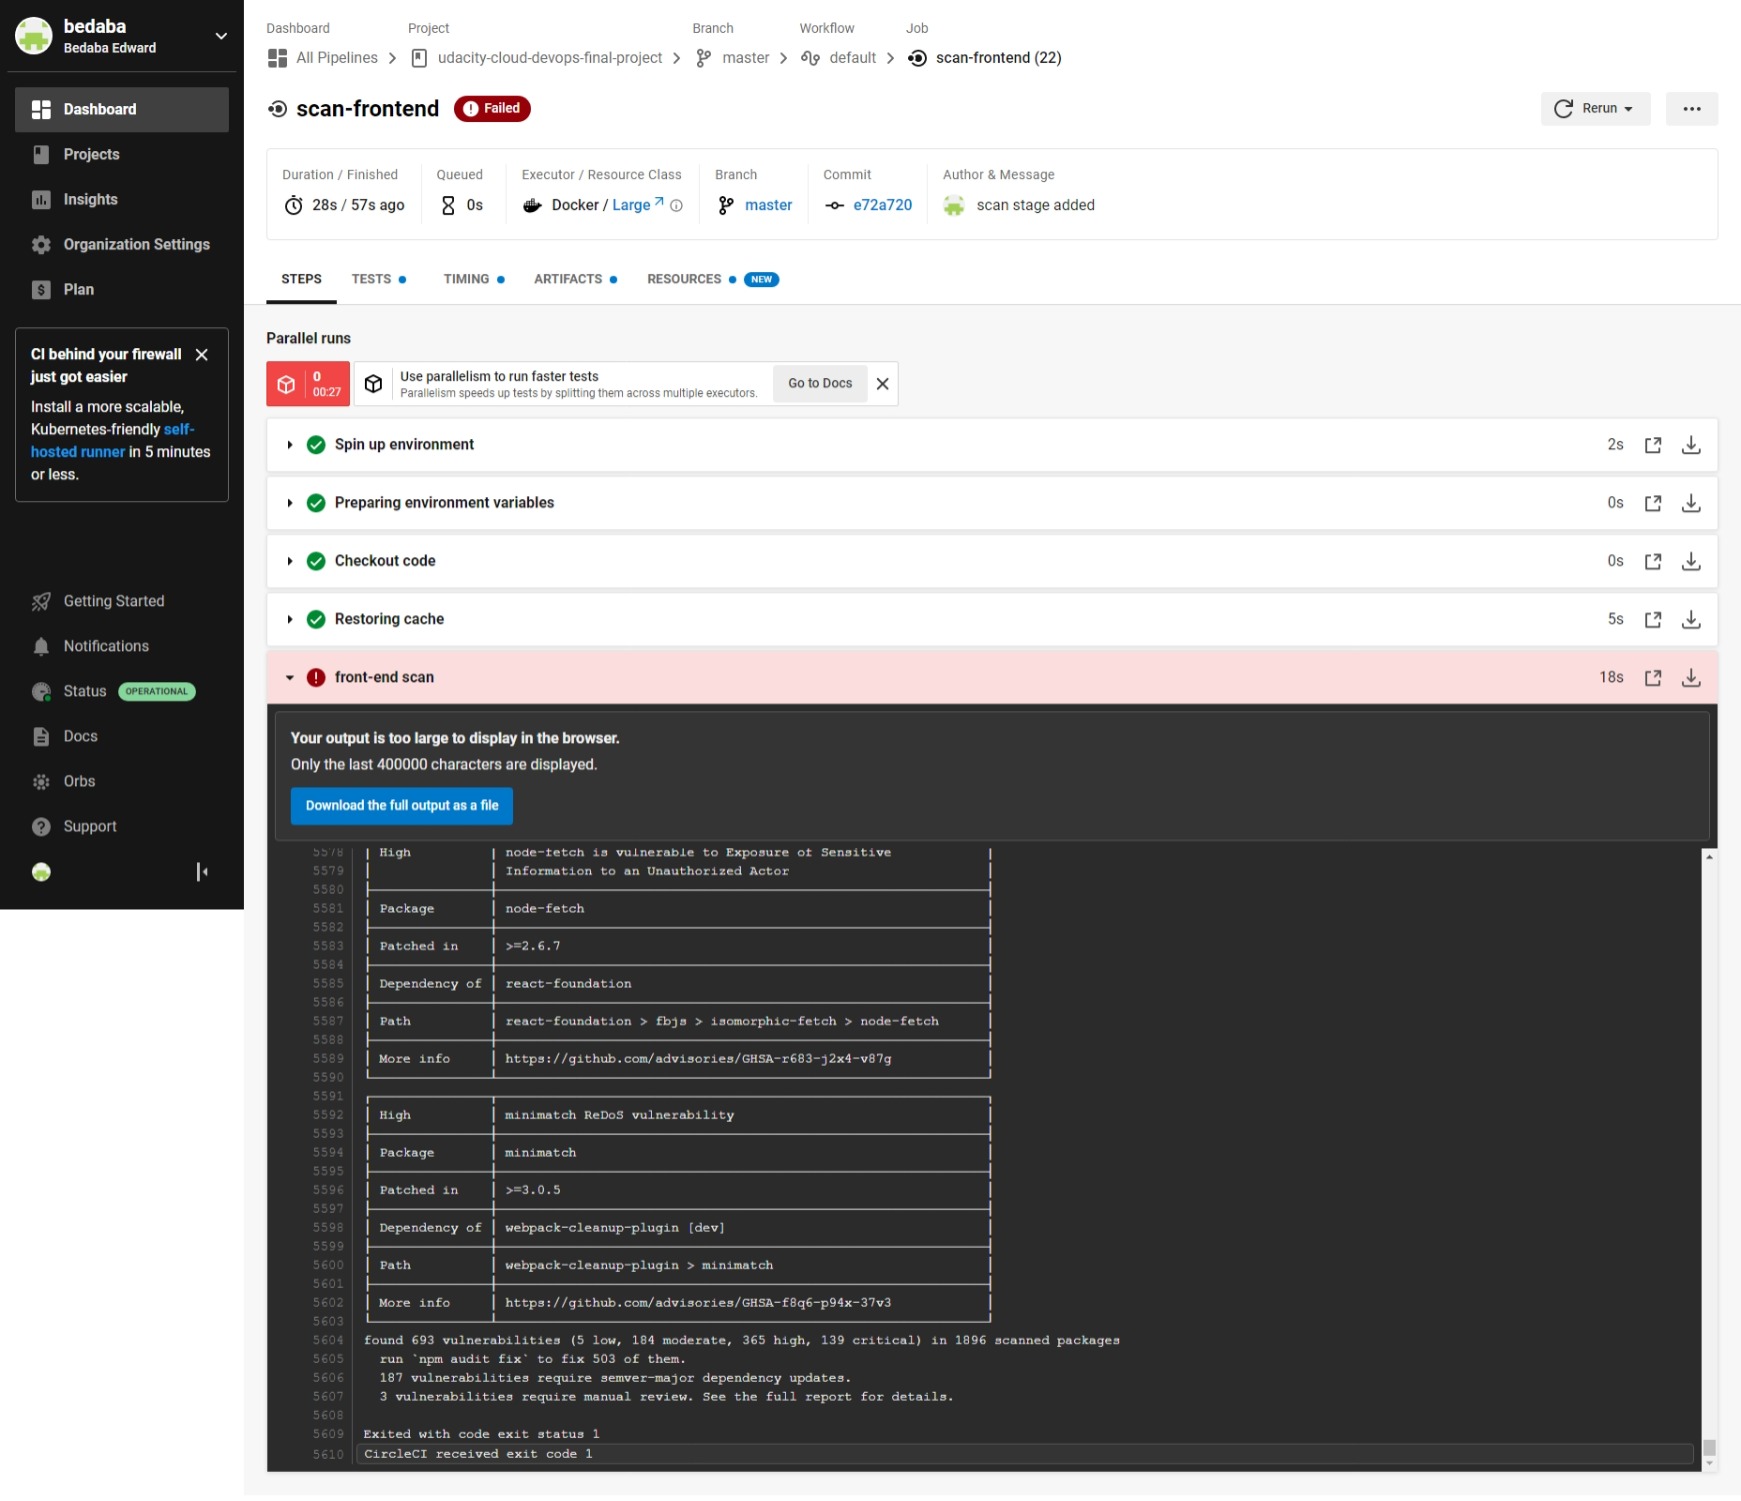 bedaba
Bedaba Edward
Dashboard
Projects
Insights
Organization Settings
Plan
CI behind your firewall
just got easier
Install a more scalable,
Kubernetes-friendly self-
hosted runner in 5 minutes
or less.
Getting Started
Notifications
Status OPERATIONAL
Docs
Orbs
Support
Dashboard Project Branch Workflow Job
All Pipelines udacity-cloud-devops-final-project master default scan-frontend (22)
scan-frontend Failed
Rerun
Duration / Finished Queued Executor / Resource Class Branch Commit Author & Message
28s / 57s ago 0s Docker / Large master e72a720 scan stage added
STEPS TESTS TIMING ARTIFACTS RESOURCES NEW
Parallel runs
0
00:27
Use parallelism to run faster tests
Parallelism speeds up tests by splitting them across multiple executors.
Go to Docs
Spin up environment 2s
Preparing environment variables 0s
Checkout code 0s
Restoring cache 5s
front-end scan 18s
Your output is too large to display in the browser.
Only the last 400000 characters are displayed.
Download the full output as a file
5578 High node-fetch is vulnerable to Exposure of Sensitive
5579 Information to an Unauthorized Actor
5580
5581 Package node-fetch
5582
5583 Patched in >=2.6.7
5584
5585 Dependency of react-foundation
5586
5587 Path react-foundation > fbjs > isomorphic-fetch > node-fetch
5588
5589 More info https://github.com/advisories/GHSA-r683-j2x4-v87g
5590
5591
5592 High minimatch ReDoS vulnerability
5593
5594 Package minimatch
5595
5596 Patched in >=3.0.5
5597
5598 Dependency of webpack-cleanup-plugin [dev]
5599
5600 Path webpack-cleanup-plugin > minimatch
5601
5602 More info https://github.com/advisories/GHSA-f8q6-p94x-37v3
5603
5604 found 693 vulnerabilities (5 low, 184 moderate, 365 high, 139 critical) in 1896 scanned packages
5605 run `npm audit fix` to fix 503 of them.
5606 187 vulnerabilities require semver-major dependency updates.
5607 3 vulnerabilities require manual review. See the full report for details.
5608
5609 Exited with code exit status 1
5610 CircleCI received exit code 1